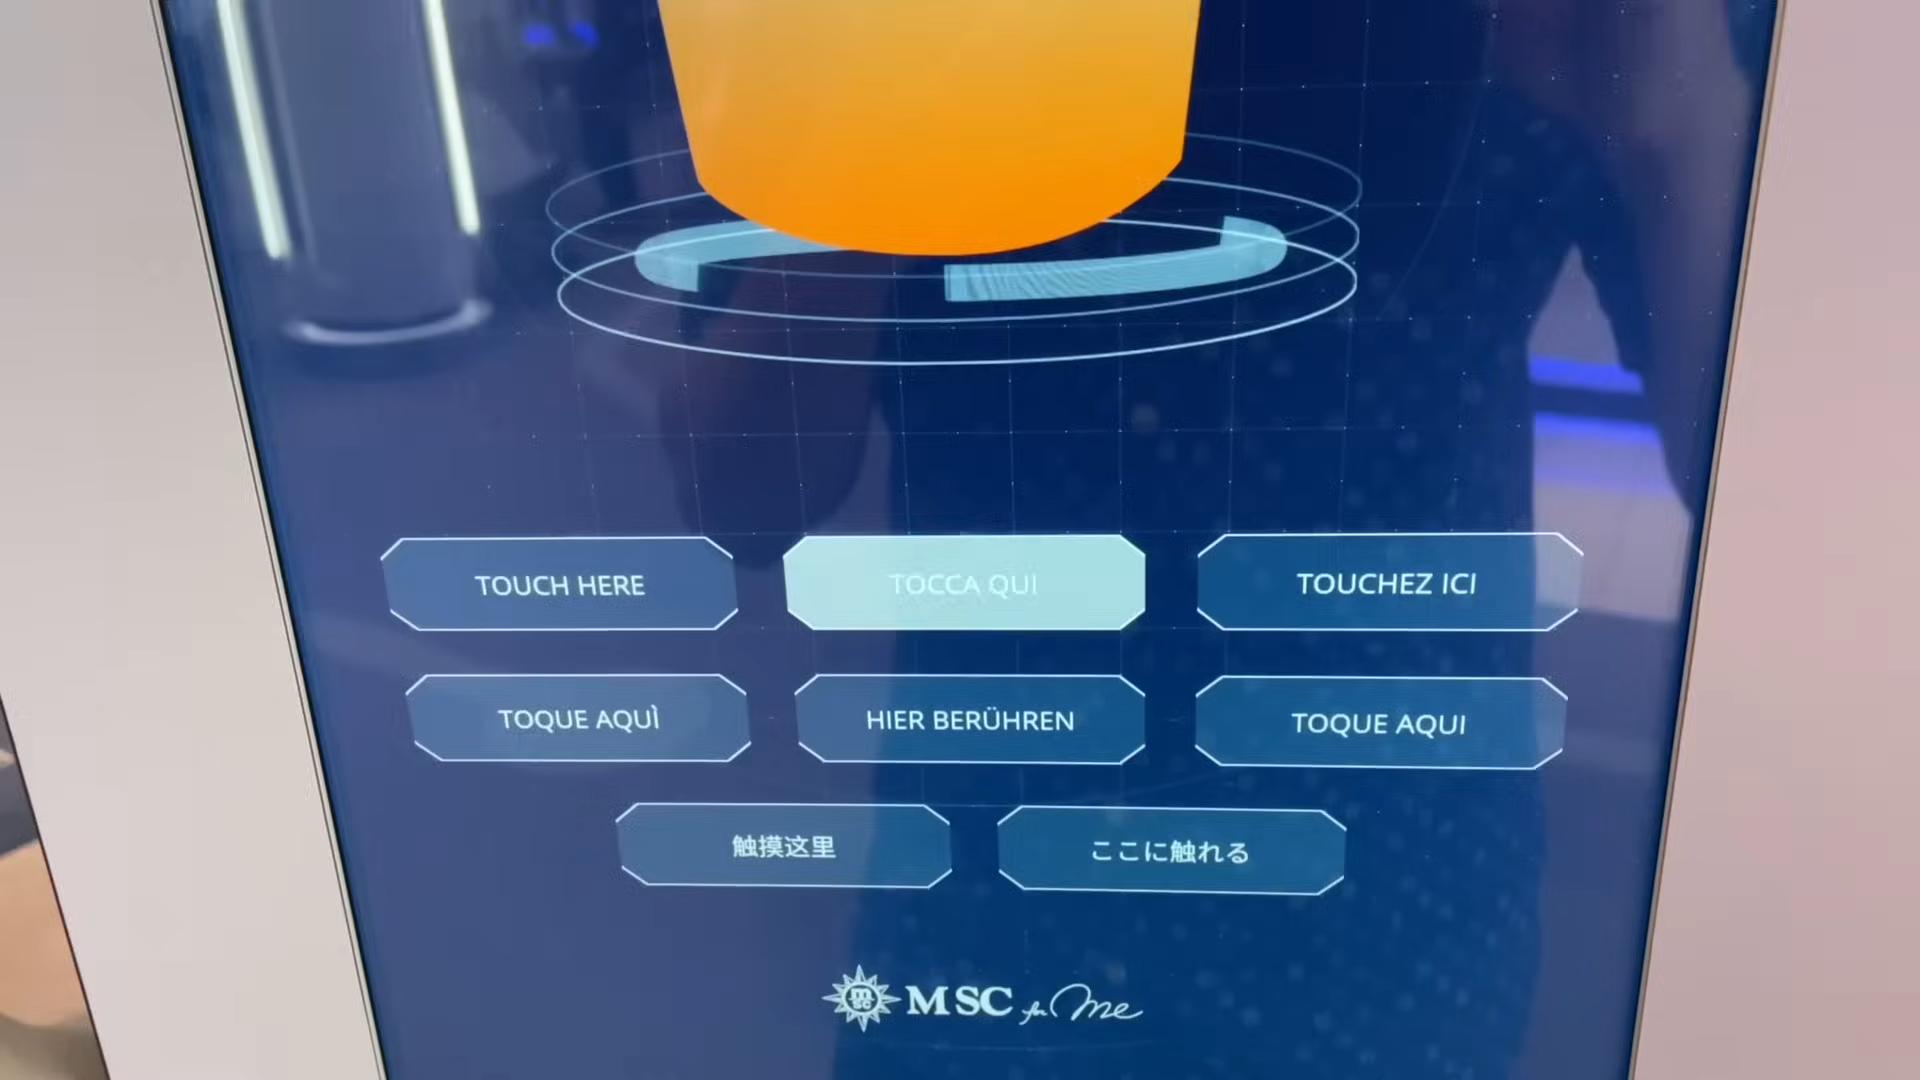 TOUCH HERE
TOCCA QUI
TOUCHEZ ICI
TOQUE AQUÌ
HIER BERÜHREN
TOQUE AQUI
触摸这里
ここに触れる
MSC for Me